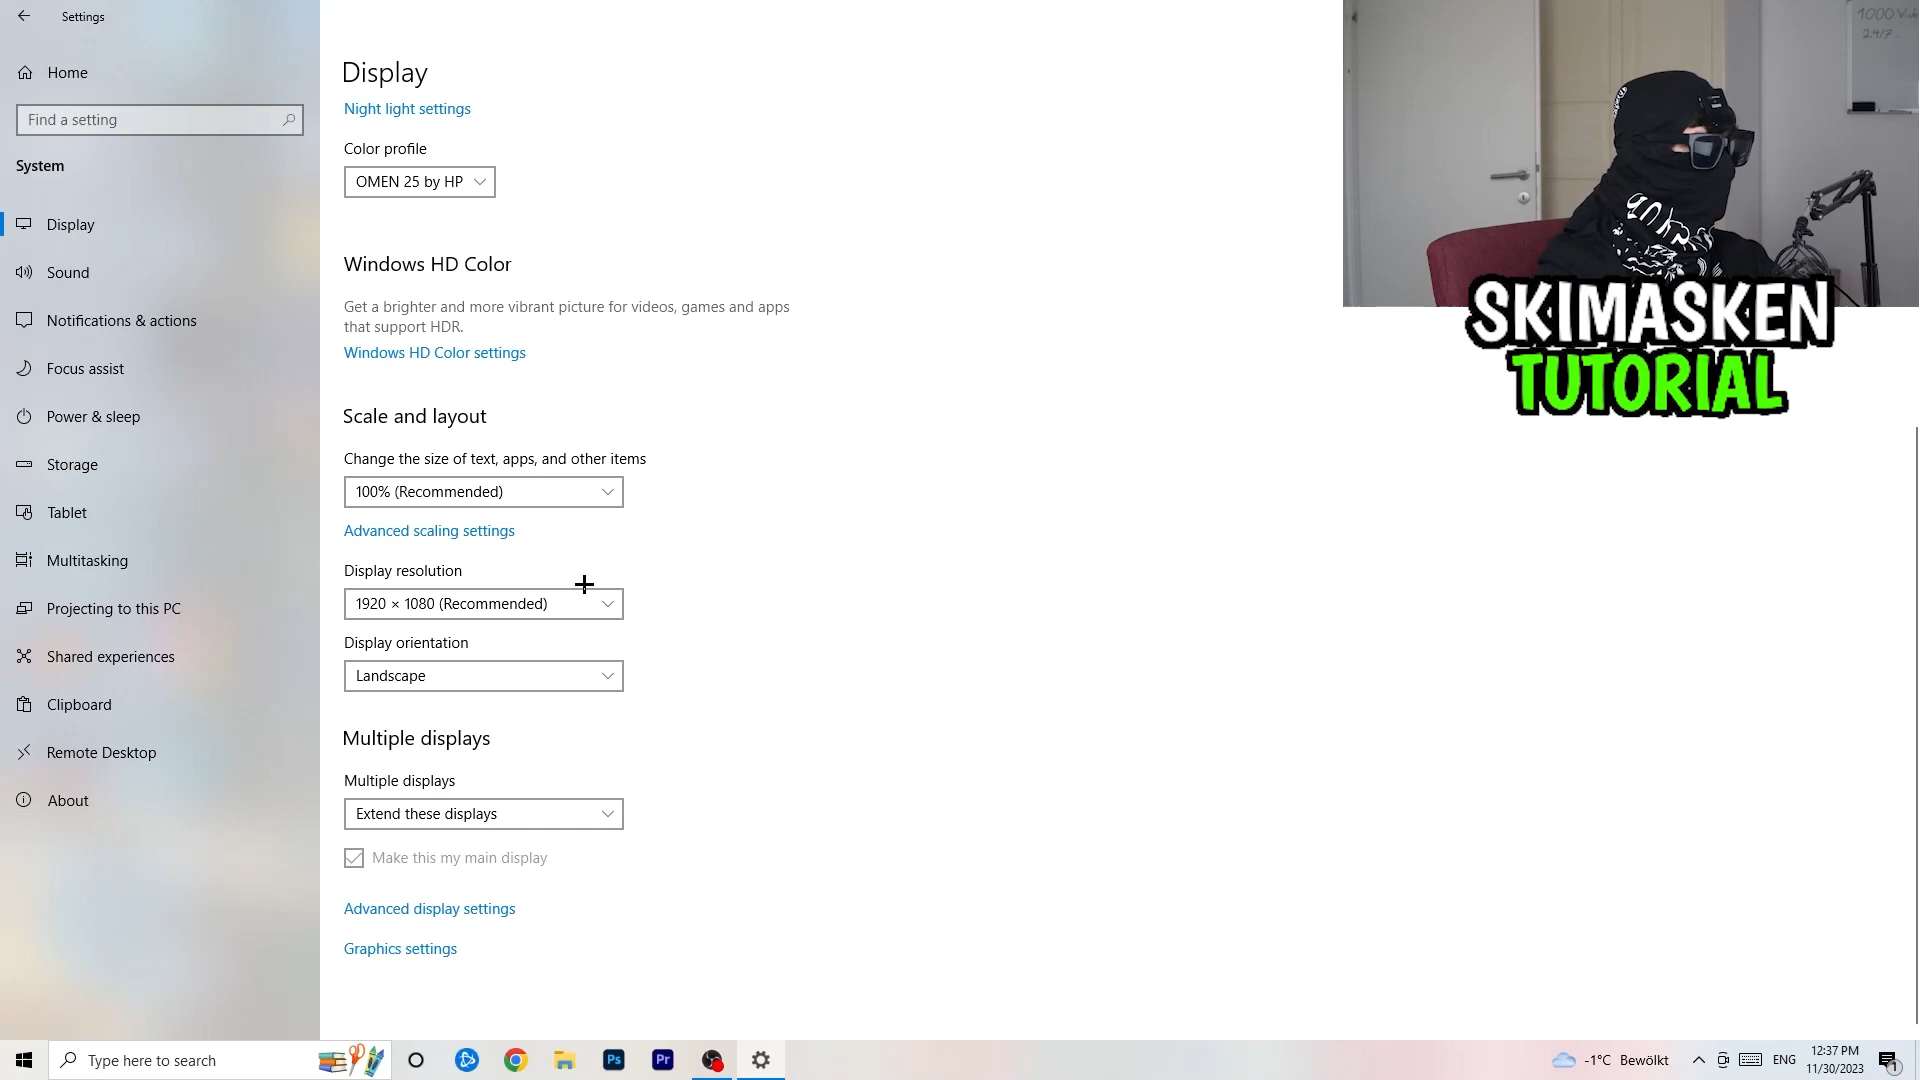 Settings
Home
Find a setting
System
Display
Sound
Notifications & actions
Focus assist
Power & sleep
Storage
Tablet
Multitasking
Projecting to this PC
Shared experiences
Clipboard
Remote Desktop
About
Display
Night light settings
Color profile
OMEN 25 by HP
Windows HD Color
Get a brighter and more vibrant picture for videos, games and apps
that support HDR.
Windows HD Color settings
Scale and layout
Change the size of text, apps, and other items
100% (Recommended)
Advanced scaling settings
Display resolution
1920 × 1080 (Recommended)
Display orientation
Landscape
Multiple displays
Multiple displays
Extend these displays
Make this my main display
Advanced display settings
Graphics settings
1000
24/7
SKIMASKEN
TUTORIAL
Type here to search
Ps
Pr
-1°C Bewölkt
ENG
12:37 PM
11/30/2023
1